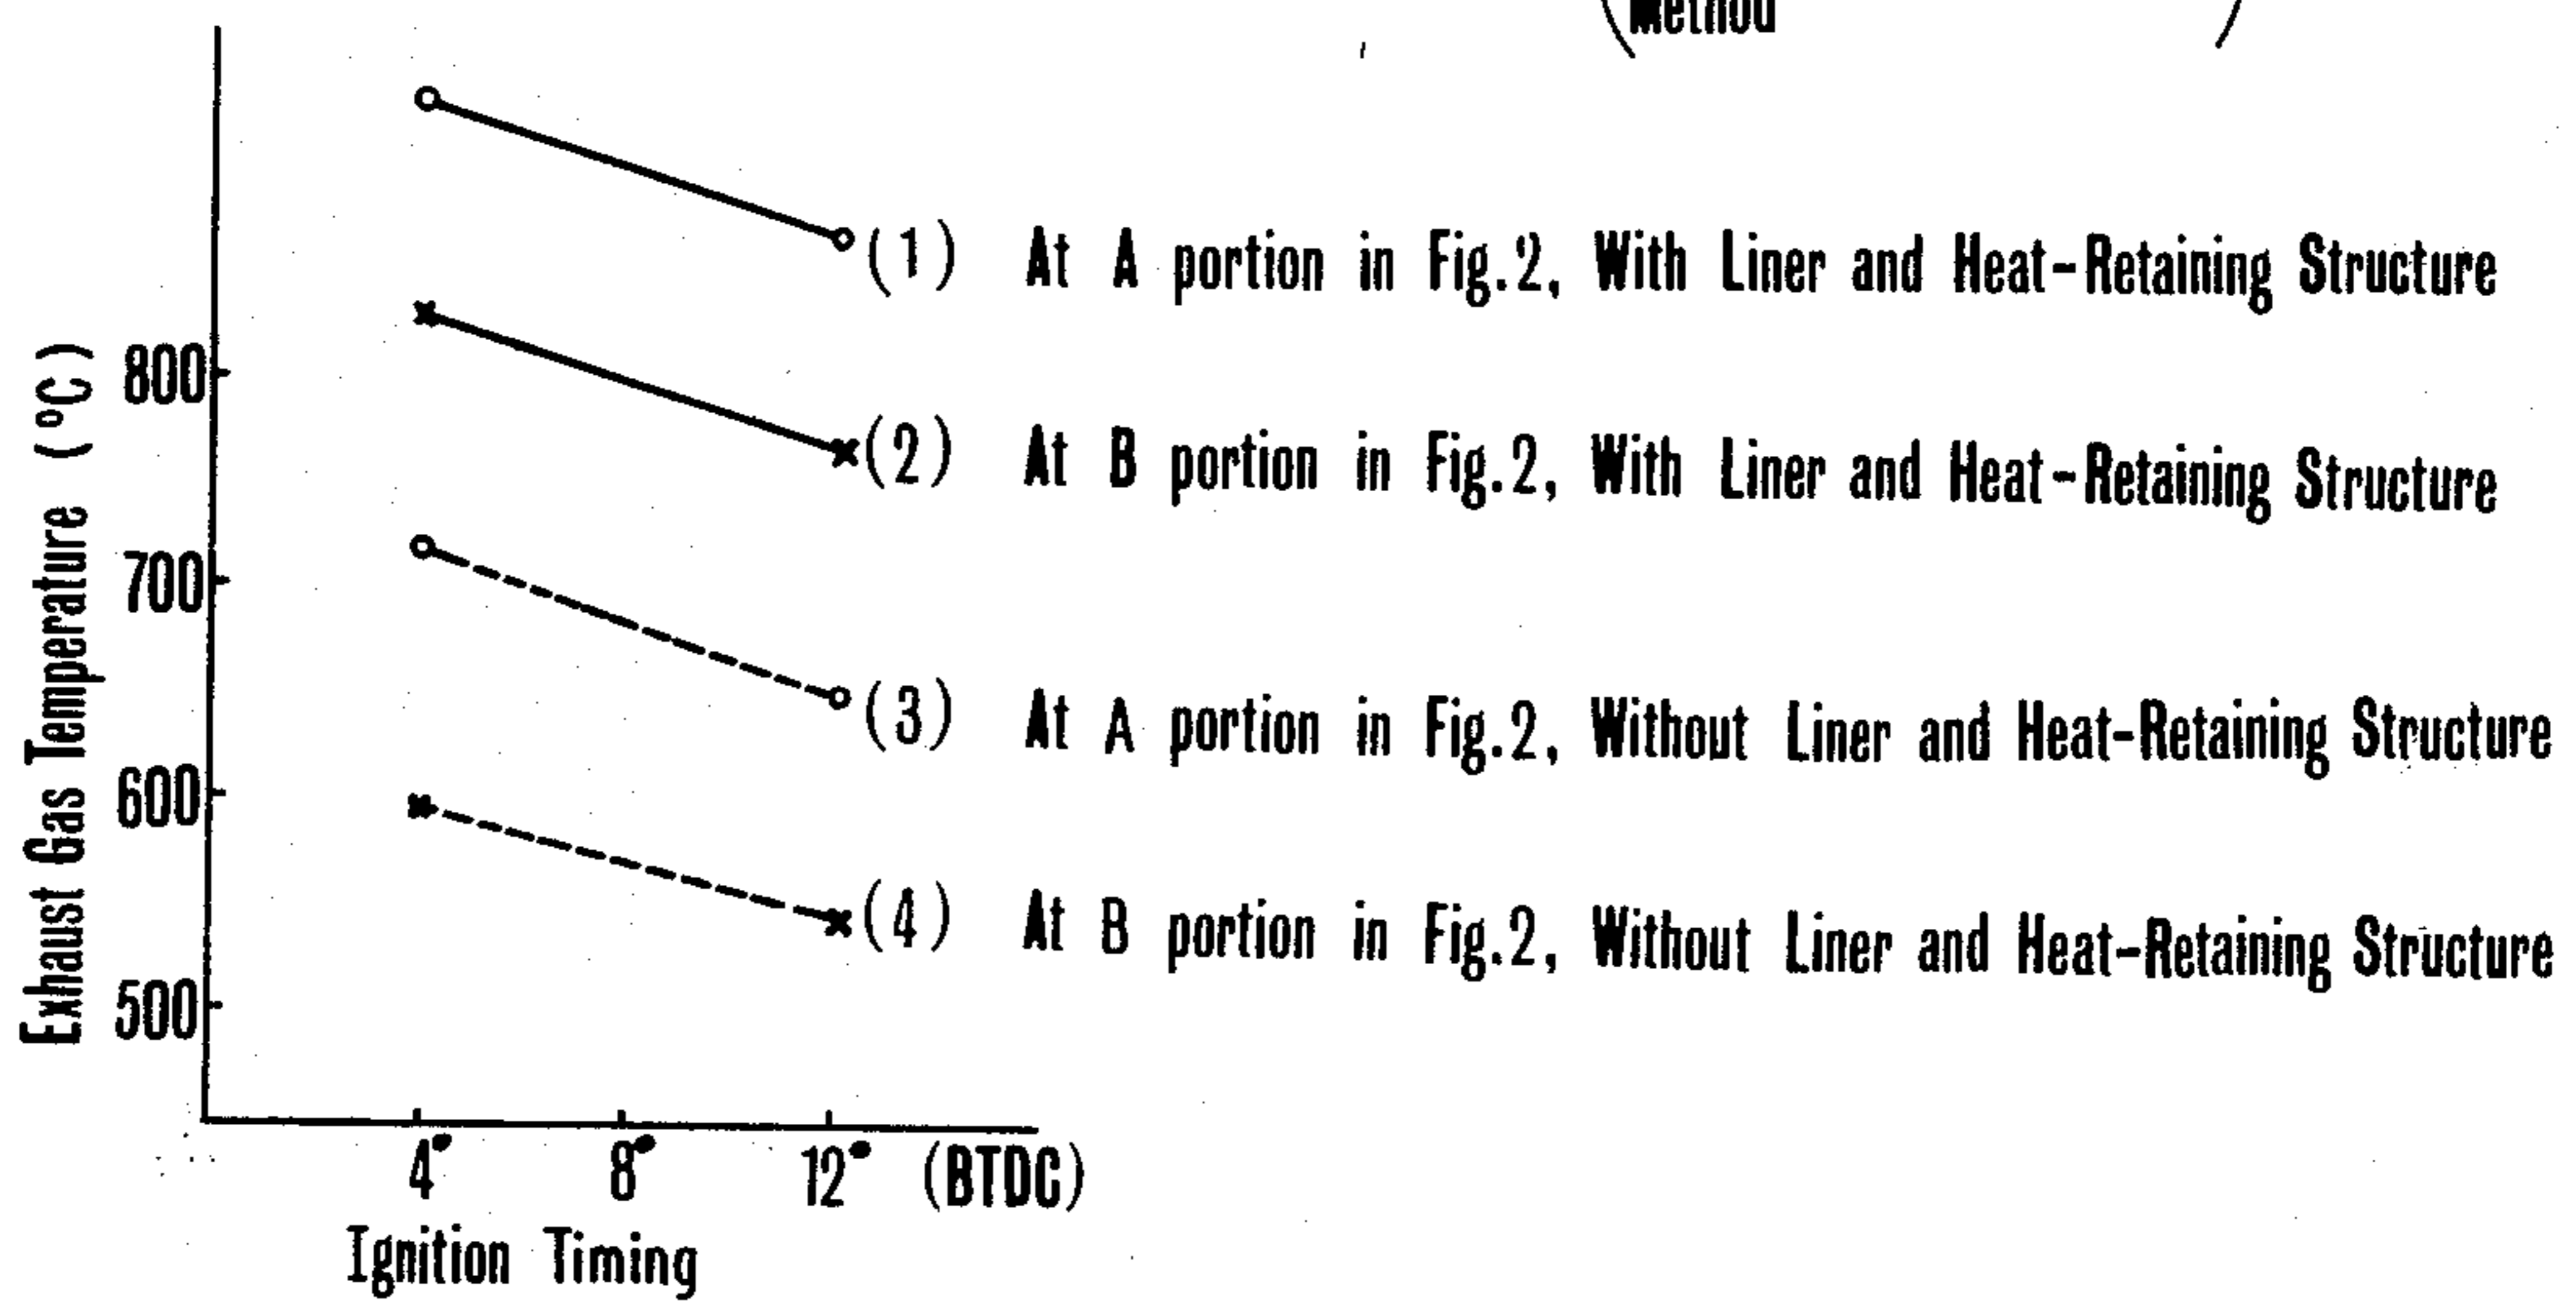 (Method )
(1) At A portion in Fig.2, With Liner and Heat-Retaining Structure
800
(2) At B portion in Fig.2, With Liner and Heat-Retaining Structure
700
(3) At A portion in Fig.2, Without Liner and Heat-Retaining Structure
600
(4) At B portion in Fig.2, Without Liner and Heat-Retaining Structure
500
Exhaust Gas Temperature (°C)
4° 8° 12° (BTDC)
Ignition Timing